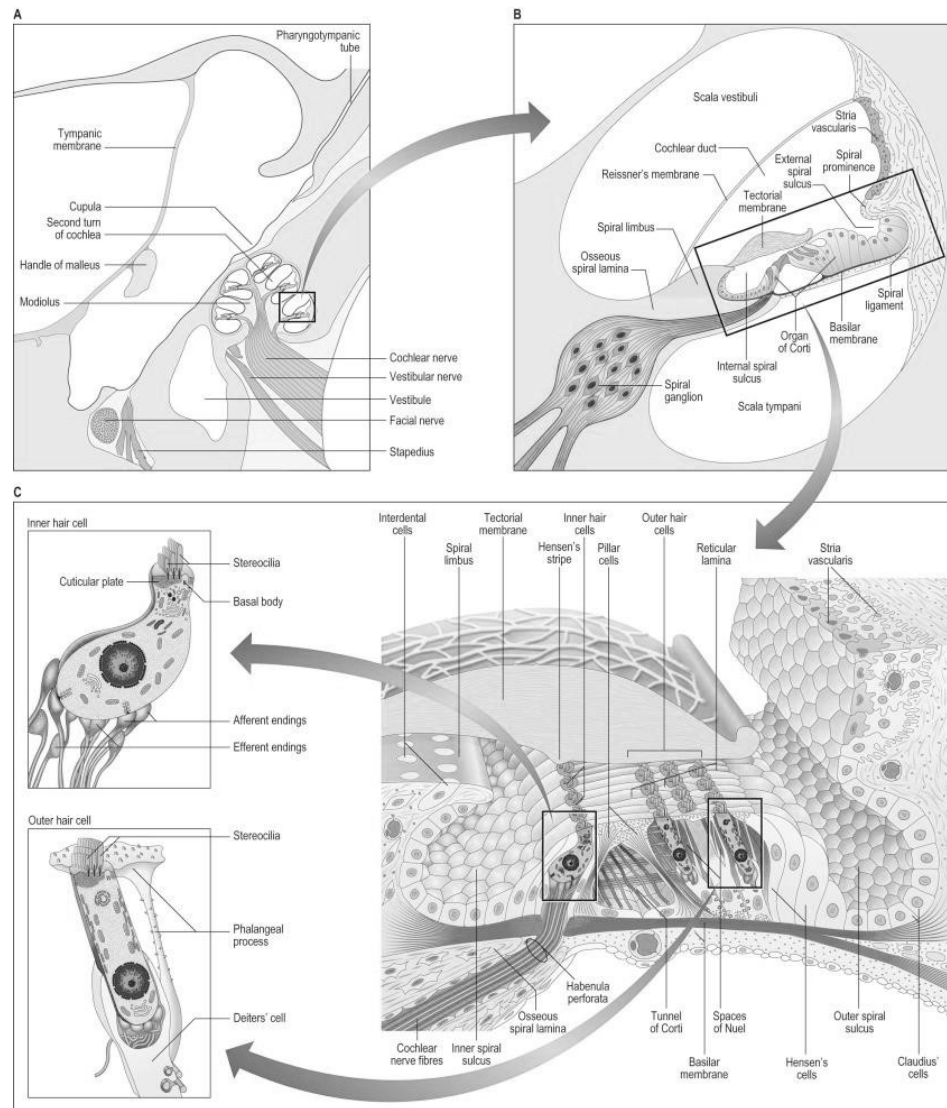 A
Pharyngotympanic
tube
Tympanic
membrane
Cupula
Second turn
of cochlea
Handle of malleus
Modiolus
Cochlear nerve
Vestibular nerve
Vestibule
Facial nerve
Stapedius
B
Scala vestibuli
Stria
vascularis
Cochlear duct
External
spiral
sulcus
Spiral
prominence
Reissner's membrane
Tectorial
membrane
Spiral limbus
Osseous
spiral lamina
Spiral
ligament
Basilar
membrane
Organ
of Corti
Internal spiral
sulcus
Spiral
ganglion
Scala tympani
C
Inner hair cell
Stereocilia
Cuticular plate
Basal body
Afferent endings
Efferent endings
Outer hair cell
Stereocilia
Phalangeal
process
Deiters' cell
Interdental
cells
Spiral
limbus
Tectorial
membrane
Hensen's
stripe
Inner hair
cells
Pillar
cells
Outer hair
cells
Reticular
lamina
Stria
vascularis
Habenula
perforata
Osseous
spiral lamina
Cochlear
nerve fibres
Inner spiral
sulcus
Tunnel
of Corti
Basilar
membrane
Spaces
of Nuel
Hensen's
cells
Outer spiral
sulcus
Claudius'
cells